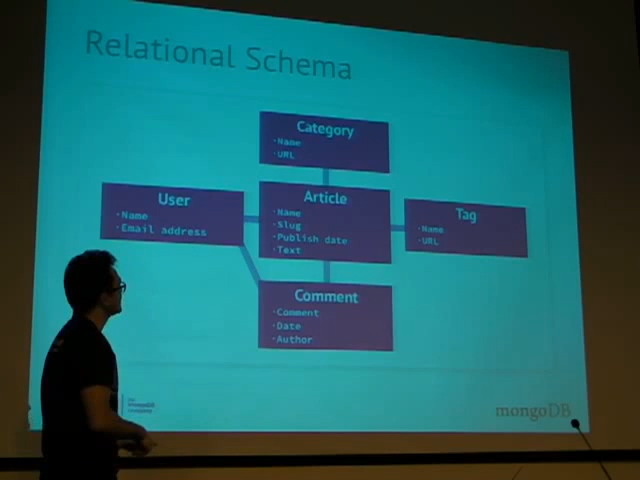 Relational Schema
Category
· Name
· URL
User
· Name
· Email address
Article
· Name
· Slug
· Publish date
· Text
Tag
· Name
· URL
Comment
· Comment
· Date
· Author
mongoDB